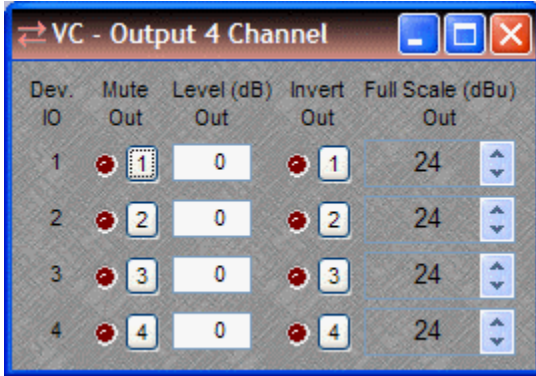 VC - Output 4 Channel
Dev. Mute Level (dB) Invert Full Scale (dBu)
IO Out Out Out Out
1 1 0 1 24
2 2 0 2 24
3 3 0 3 24
4 4 0 4 24